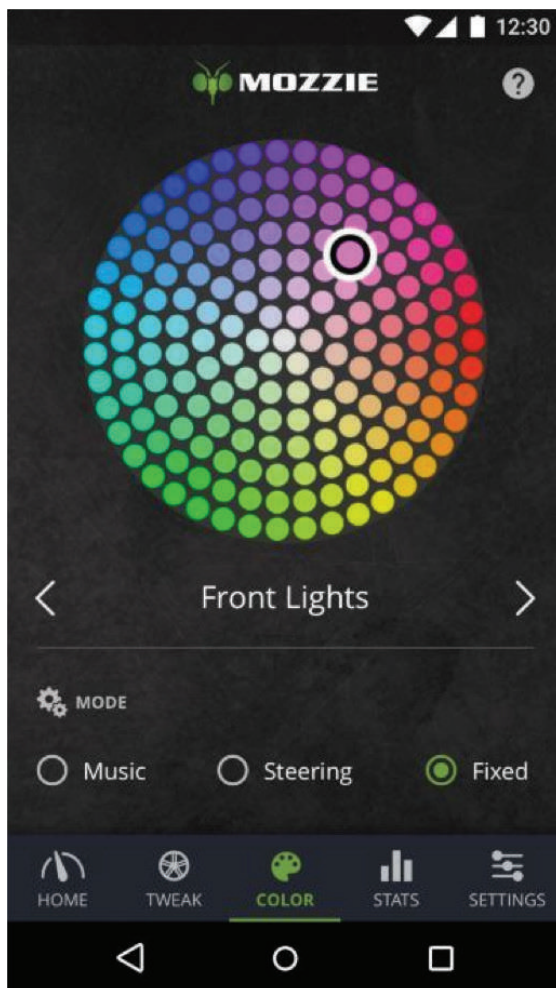 12:30
MOZZIE
?
Front Lights
MODE
Music Steering Fixed
HOME TWEAK COLOR STATS SETTINGS